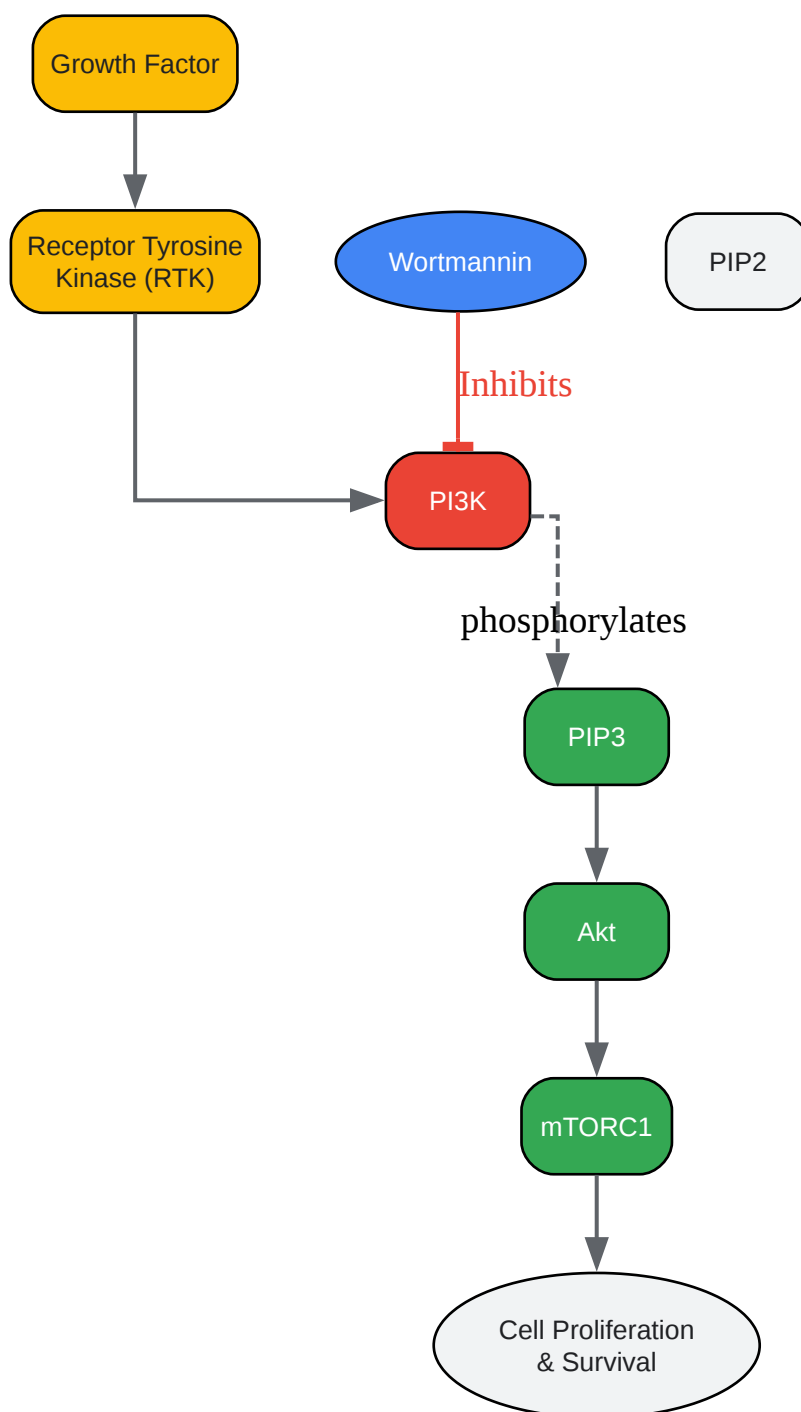 Growth Factor
Receptor Tyrosine
Kinase (RTK)
Wortmannin
PIP2
Inhibits
PI3K
phosphorylates
PIP3
Akt
mTORC1
Cell Proliferation
& Survival